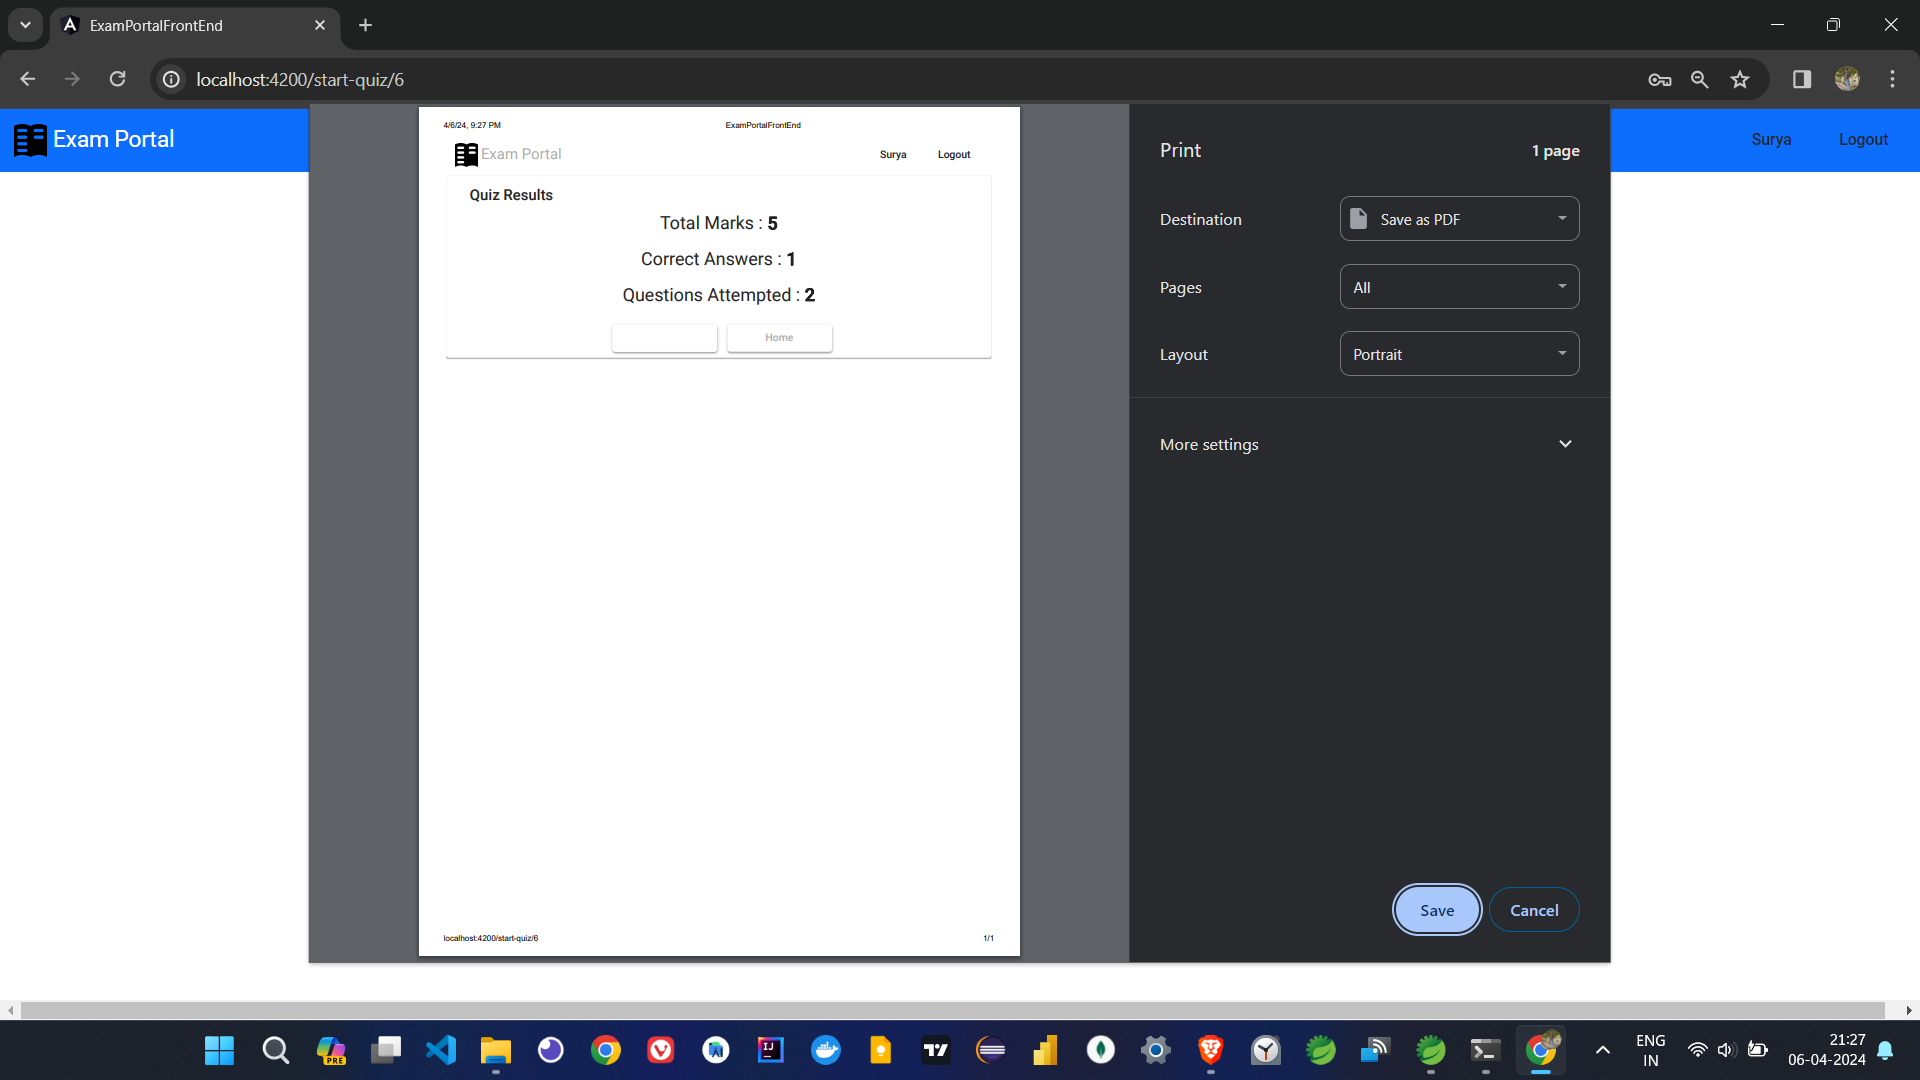 ExamPortalFrontEnd
localhost:4200/start-quiz/6
Exam Portal
Surya Logout
4/6/24, 9:27 PM ExamPortalFrontEnd
Exam Portal Surya Logout
Quiz Results
Total Marks : 5
Correct Answers : 1
Questions Attempted : 2
Home
localhost:4200/start-quiz/6 1/1
Print 1 page
Destination Save as PDF
Pages All
Layout Portrait
More settings
Save Cancel
PRE
IJ
ENG
IN
21:27
06-04-2024